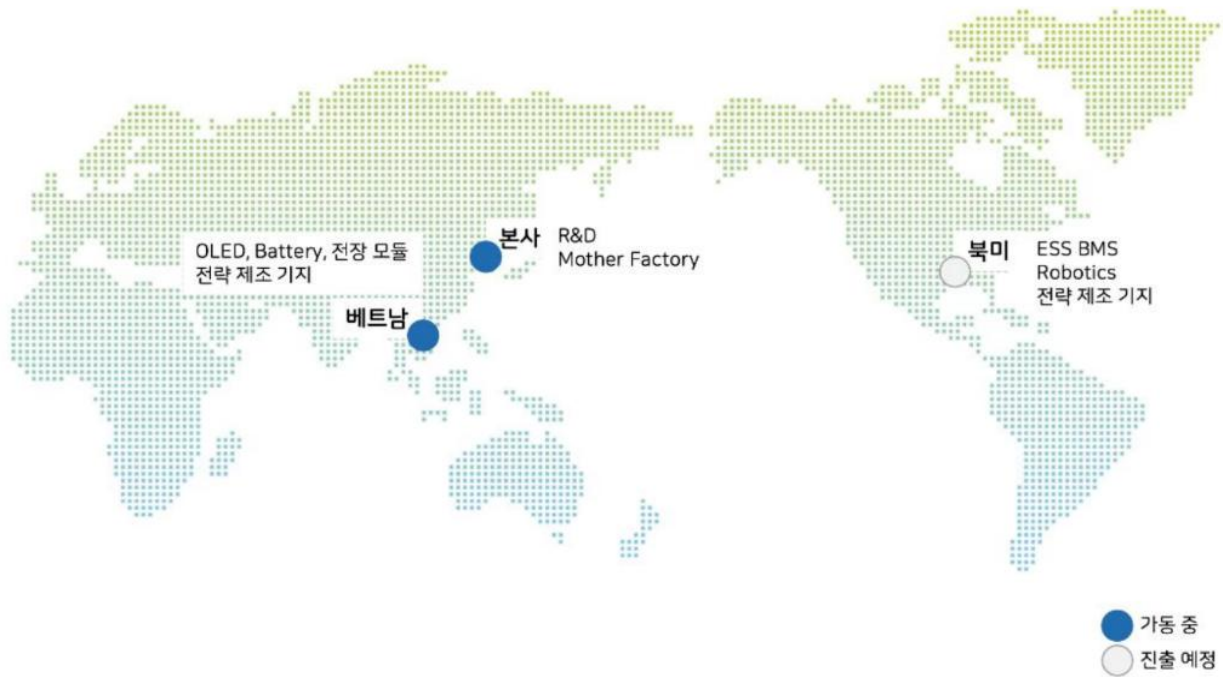 OLED, Battery, 전장 모듈
전략 제조 기지
베트남
본사
R&D
Mother Factory
북미
ESS BMS
Robotics
전략 제조 기지
가동 중
진출 예정